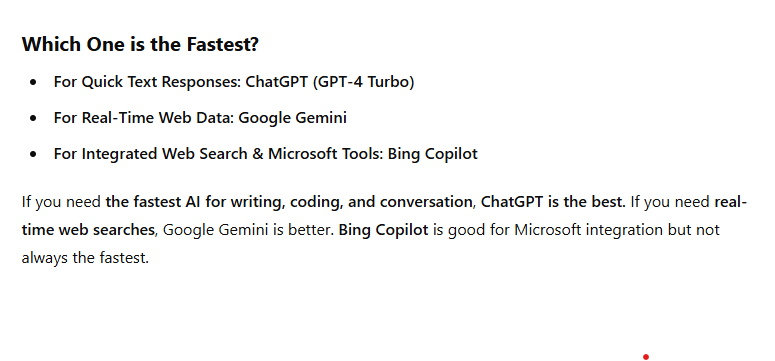 Which One is the Fastest?
• For Quick Text Responses: ChatGPT (GPT-4 Turbo)
• For Real-Time Web Data: Google Gemini
• For Integrated Web Search & Microsoft Tools: Bing Copilot
If you need the fastest AI for writing, coding, and conversation, ChatGPT is the best. If you need real-
time web searches, Google Gemini is better. Bing Copilot is good for Microsoft integration but not
always the fastest.